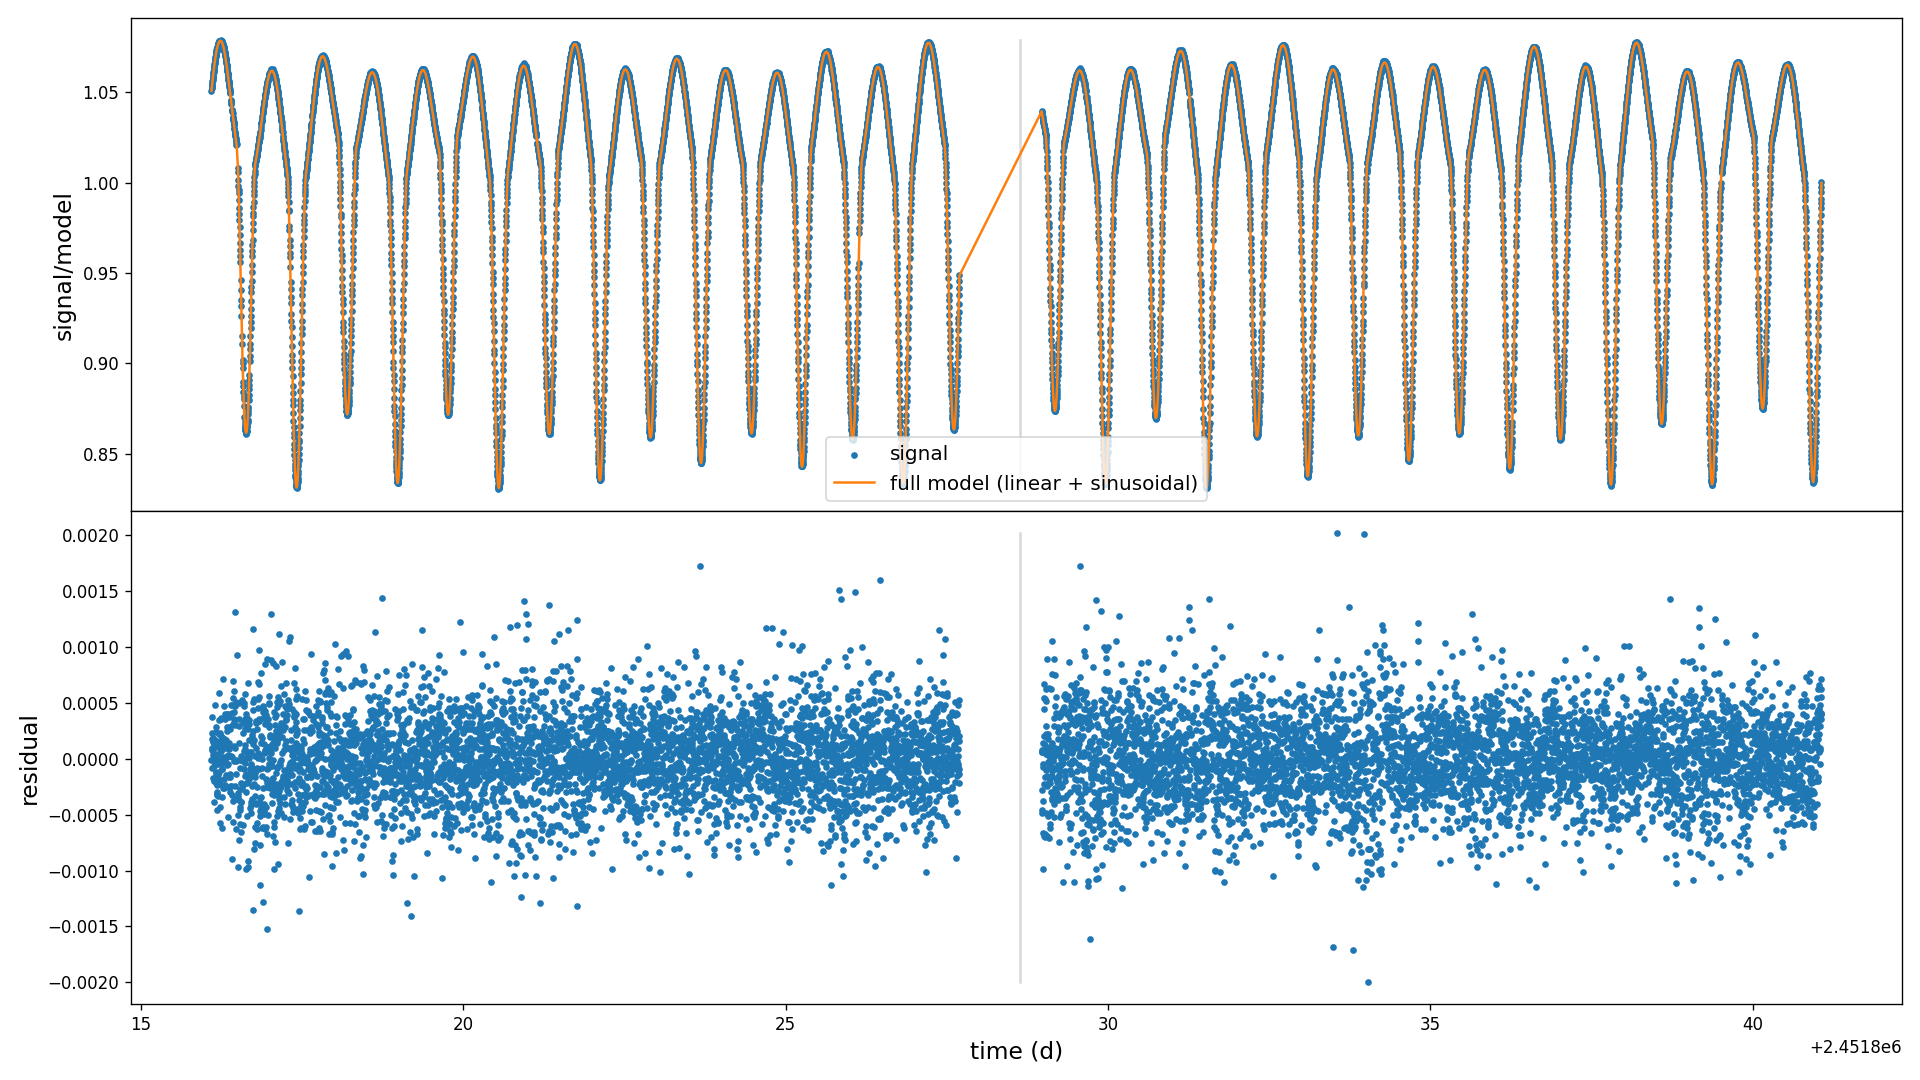 signal/model
1.05
1.00
0.95
0.90
0.85
signal
full model (linear + sinusoidal)
residual
0.0020
0.0015
0.0010
0.0005
0.0000
−0.0005
−0.0010
−0.0015
−0.0020
15 20 25 30 35 40
time (d)
+2.4518e6